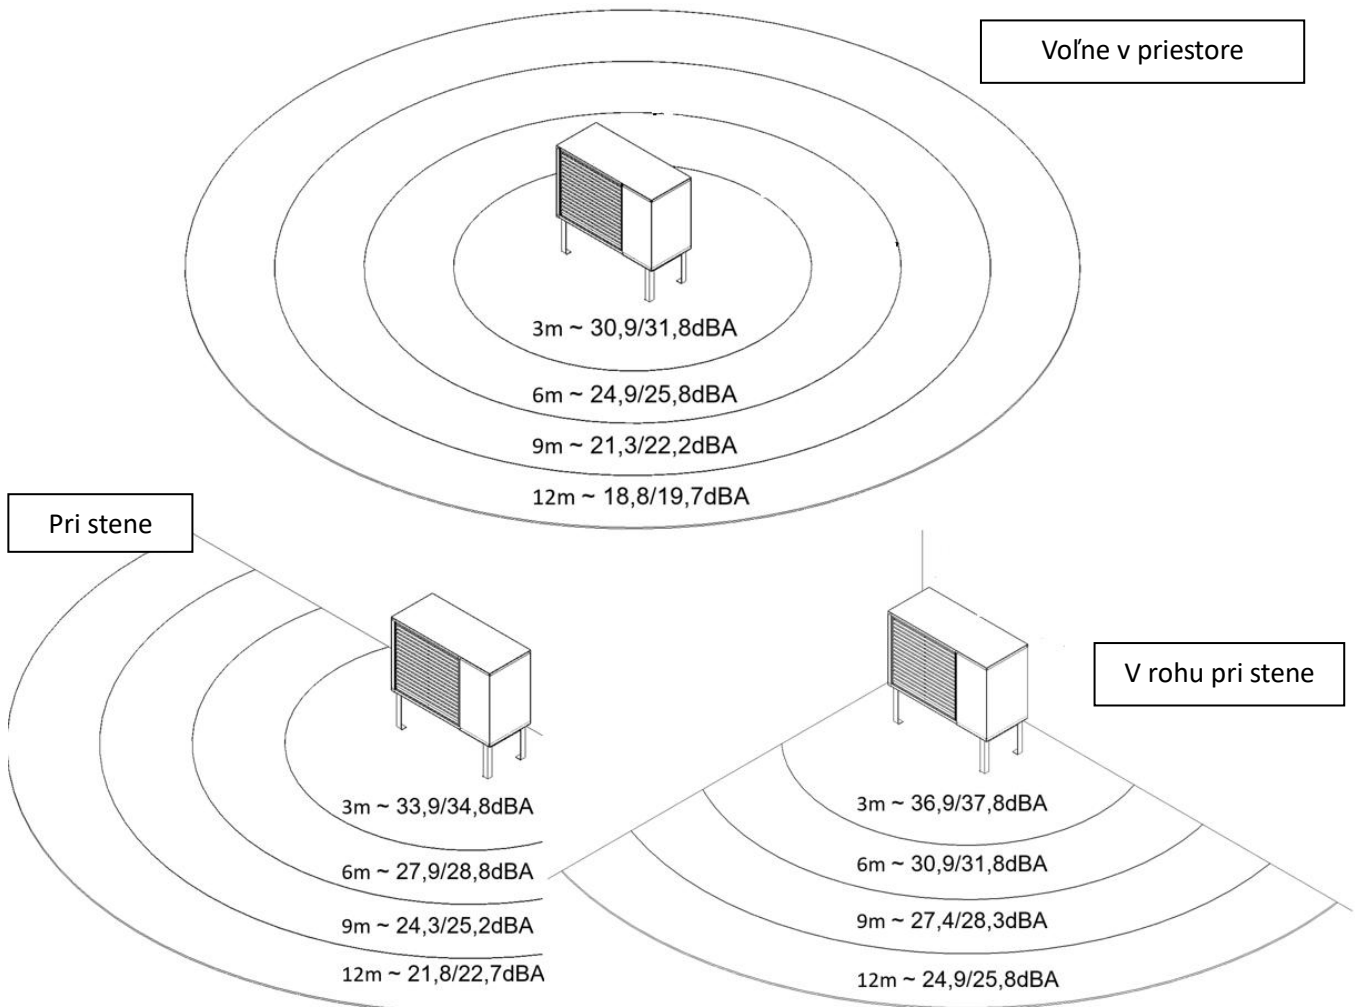 Voľne v priestore
3m ~ 30,9/31,8dBA
6m ~ 24,9/25,8dBA
9m ~ 21,3/22,2dBA
12m ~ 18,8/19,7dBA
Pri stene
3m ~ 33,9/34,8dBA
6m ~ 27,9/28,8dBA
9m ~ 24,3/25,2dBA
12m ~ 21,8/22,7dBA
V rohu pri stene
3m ~ 36,9/37,8dBA
6m ~ 30,9/31,8dBA
9m ~ 27,4/28,3dBA
12m ~ 24,9/25,8dBA